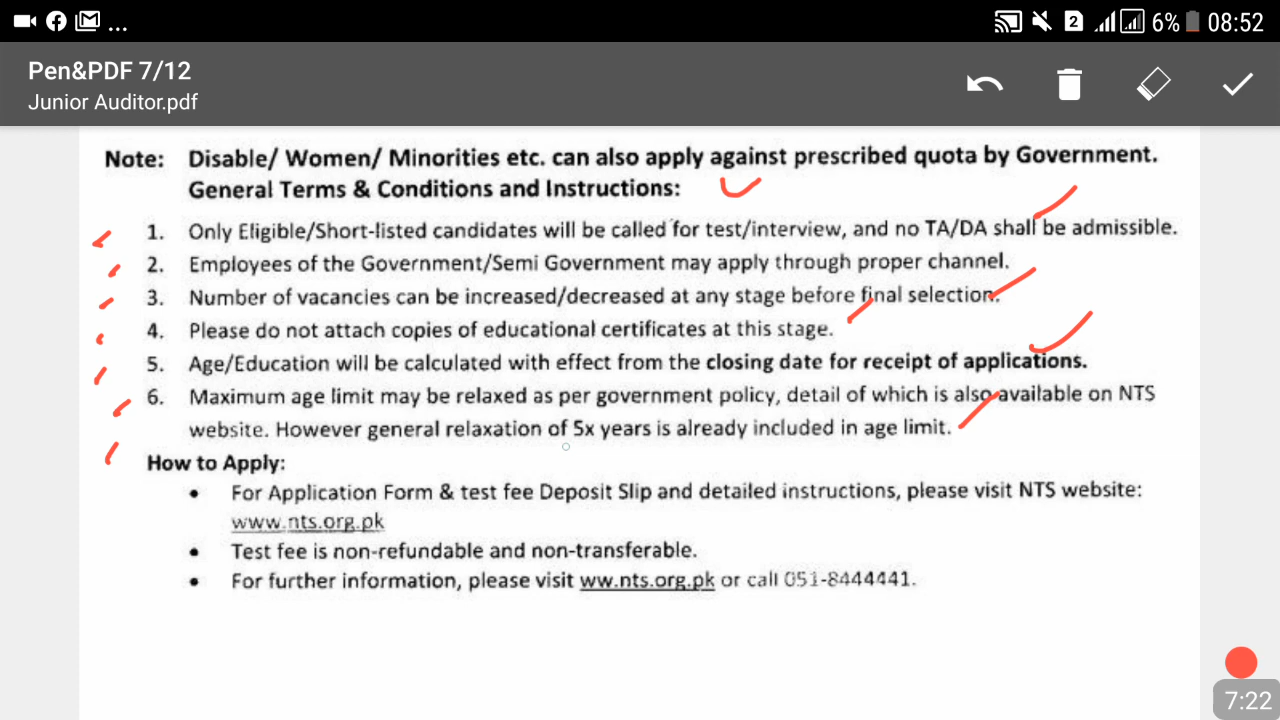 ... 2 6% 08:52
Pen&PDF 7/12
Junior Auditor.pdf
Note: Disable/ Women/ Minorities etc. can also apply against prescribed quota by Government.
General Terms & Conditions and Instructions:
1. Only Eligible/Short-listed candidates will be called for test/interview, and no TA/DA shall be admissible.
2. Employees of the Government/Semi Government may apply through proper channel.
3. Number of vacancies can be increased/decreased at any stage before final selection.
4. Please do not attach copies of educational certificates at this stage.
5. Age/Education will be calculated with effect from the closing date for receipt of applications.
6. Maximum age limit may be relaxed as per government policy, detail of which is also available on NTS
website. However general relaxation of 5x years is already included in age limit.
How to Apply:
• For Application Form & test fee Deposit Slip and detailed instructions, please visit NTS website:
www.nts.org.pk
• Test fee is non-refundable and non-transferable.
• For further information, please visit ww.nts.org.pk or call 051-8444441.
7:22